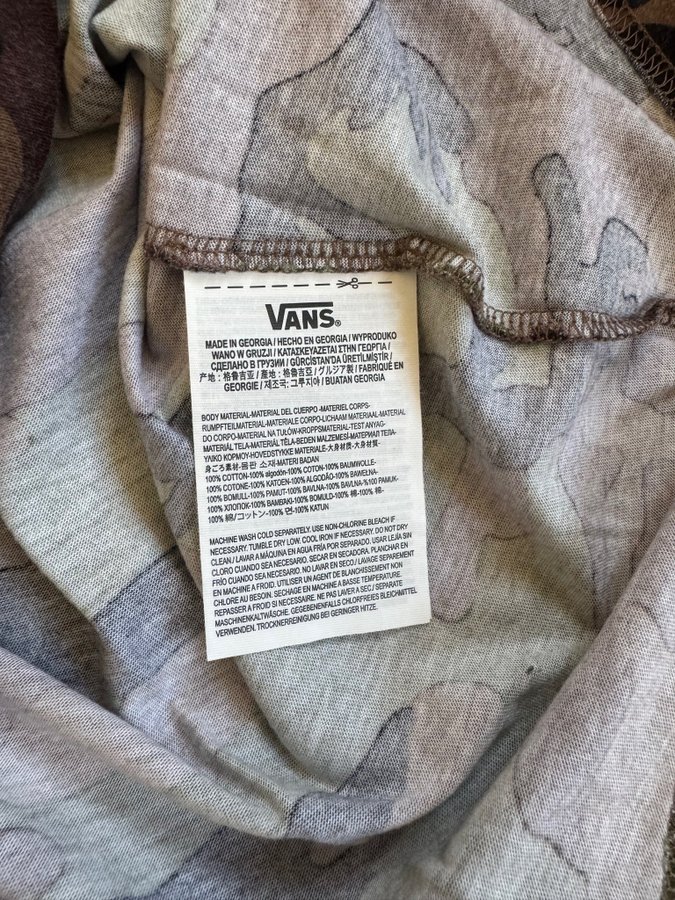 VANS®
MADE IN GEORGIA / HECHO EN GEORGIA / WYPRODUKO
WANO W GRUZJI / ΚΑΤΑΣΚΕΥΑΖΕΤΑΙ ΣΤΗΝ ΓΕΩΡΓΙΑ /
СДЕЛАНО В ГРУЗИИ / GÜRCİSTAN'DA ÜRETİLMİŞTİR /
产地：格鲁吉亚 / 產地：格鲁吉亞 / グルジア製 / FABRIQUÉ EN
GEORGIE / 제조국: 그루지야 / BUATAN GEORGIA
BODY MATERIAL-MATERIAL DEL CUERPO -MATERIEL CORPS-
RUMPFTEILMATERIAL-MATERIALE CORPO-LICHAAM MATERIAAL-MATERIAL
DO CORPO-MATERIAL NA TUŁÓW-KROPPSMATERIAL-TEST ANYAG-
MATERIÁL TELA-MATERIÁL TĚLA-BEDEN MALZEMESİ-МАТЕРИАЛ ТЕЛА-
ΥΛΙΚΟ ΚΟΡΜΟΥ-HOVEDSTYKKE MATERIALE-大身材质-大身材質-
身ごろ素材-몸판 소재-MATERI BADAN
100% COTTON-100% algodón-100% COTON-100% BAUMWOLLE-
100% COTONE-100% KATOEN-100% ALGODÃO-100% BAWEŁNA-
100% BOMULL-100% PAMUT-100% BAVLNA-100% BAVLNA-%100 PAMUK-
100% ХЛОПОК-100% ΒΑΜΒΑΚΙ-100% BOMULD-100% 棉-100% 棉-
100% 綿/コットン-100% 면-100% KATUN
MACHINE WASH COLD SEPARATELY. USE NON-CHLORINE BLEACH IF
NECESSARY. TUMBLE DRY LOW. COOL IRON IF NECESSARY. DO NOT DRY
CLEAN / LAVAR A MÁQUINA EN AGUA FRÍA POR SEPARADO. USAR LEJÍA SIN
CLORO CUANDO SEA NECESARIO. SECAR EN SECADORA. PLANCHAR EN
FRÍO CUANDO SEA NECESARIO. NO LAVAR EN SECO / LAVAGE SEPAREMENT
EN MACHINE A FROID. UTILISER UN AGENT DE BLANCHISSEMENT NON
CHLORE AU BESOIN. SECHAGE EN MACHINE A BASSE TEMPERATURE.
REPASSER A FROID SI NECESSAIRE. NE PAS LAVER A SEC / SEPARATE
MASCHINENKALTWÄSCHE. GEGEBENENFALLS CHLORFREIES BLEICHMITTEL
VERWENDEN. TROCKNERREINIGUNG BEI GERINGER HITZE.